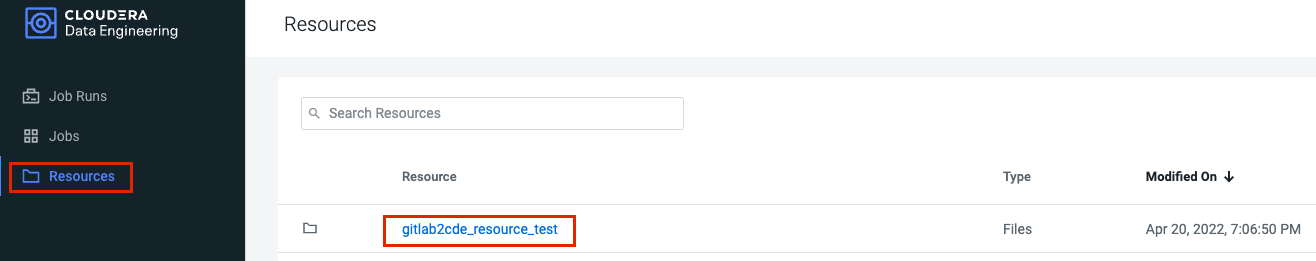 CLOUDERA
Data Engineering
Resources
Job Runs
Jobs
Resources
Search Resources
Resource Type Modified On
gitlab2cde_resource_test Files Apr 20, 2022, 7:06:50 PM